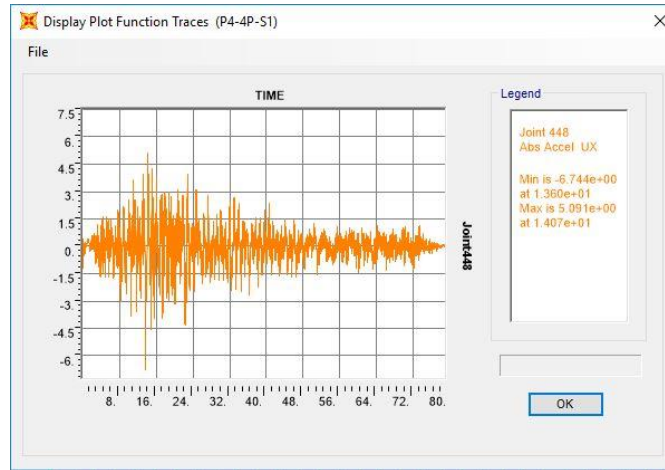 Display Plot Function Traces (P4-4P-S1)
File
TIME
7.5
6.
4.5
3.
1.5
0.
-1.5
-3.
-4.5
-6.
8. 16. 24. 32. 40. 48. 56. 64. 72. 80.
Joint448
Legend
Joint 448
Abs Accel UX
Min is -6.744e+00
at 1.360e+01
Max is 5.091e+00
at 1.407e+01
OK